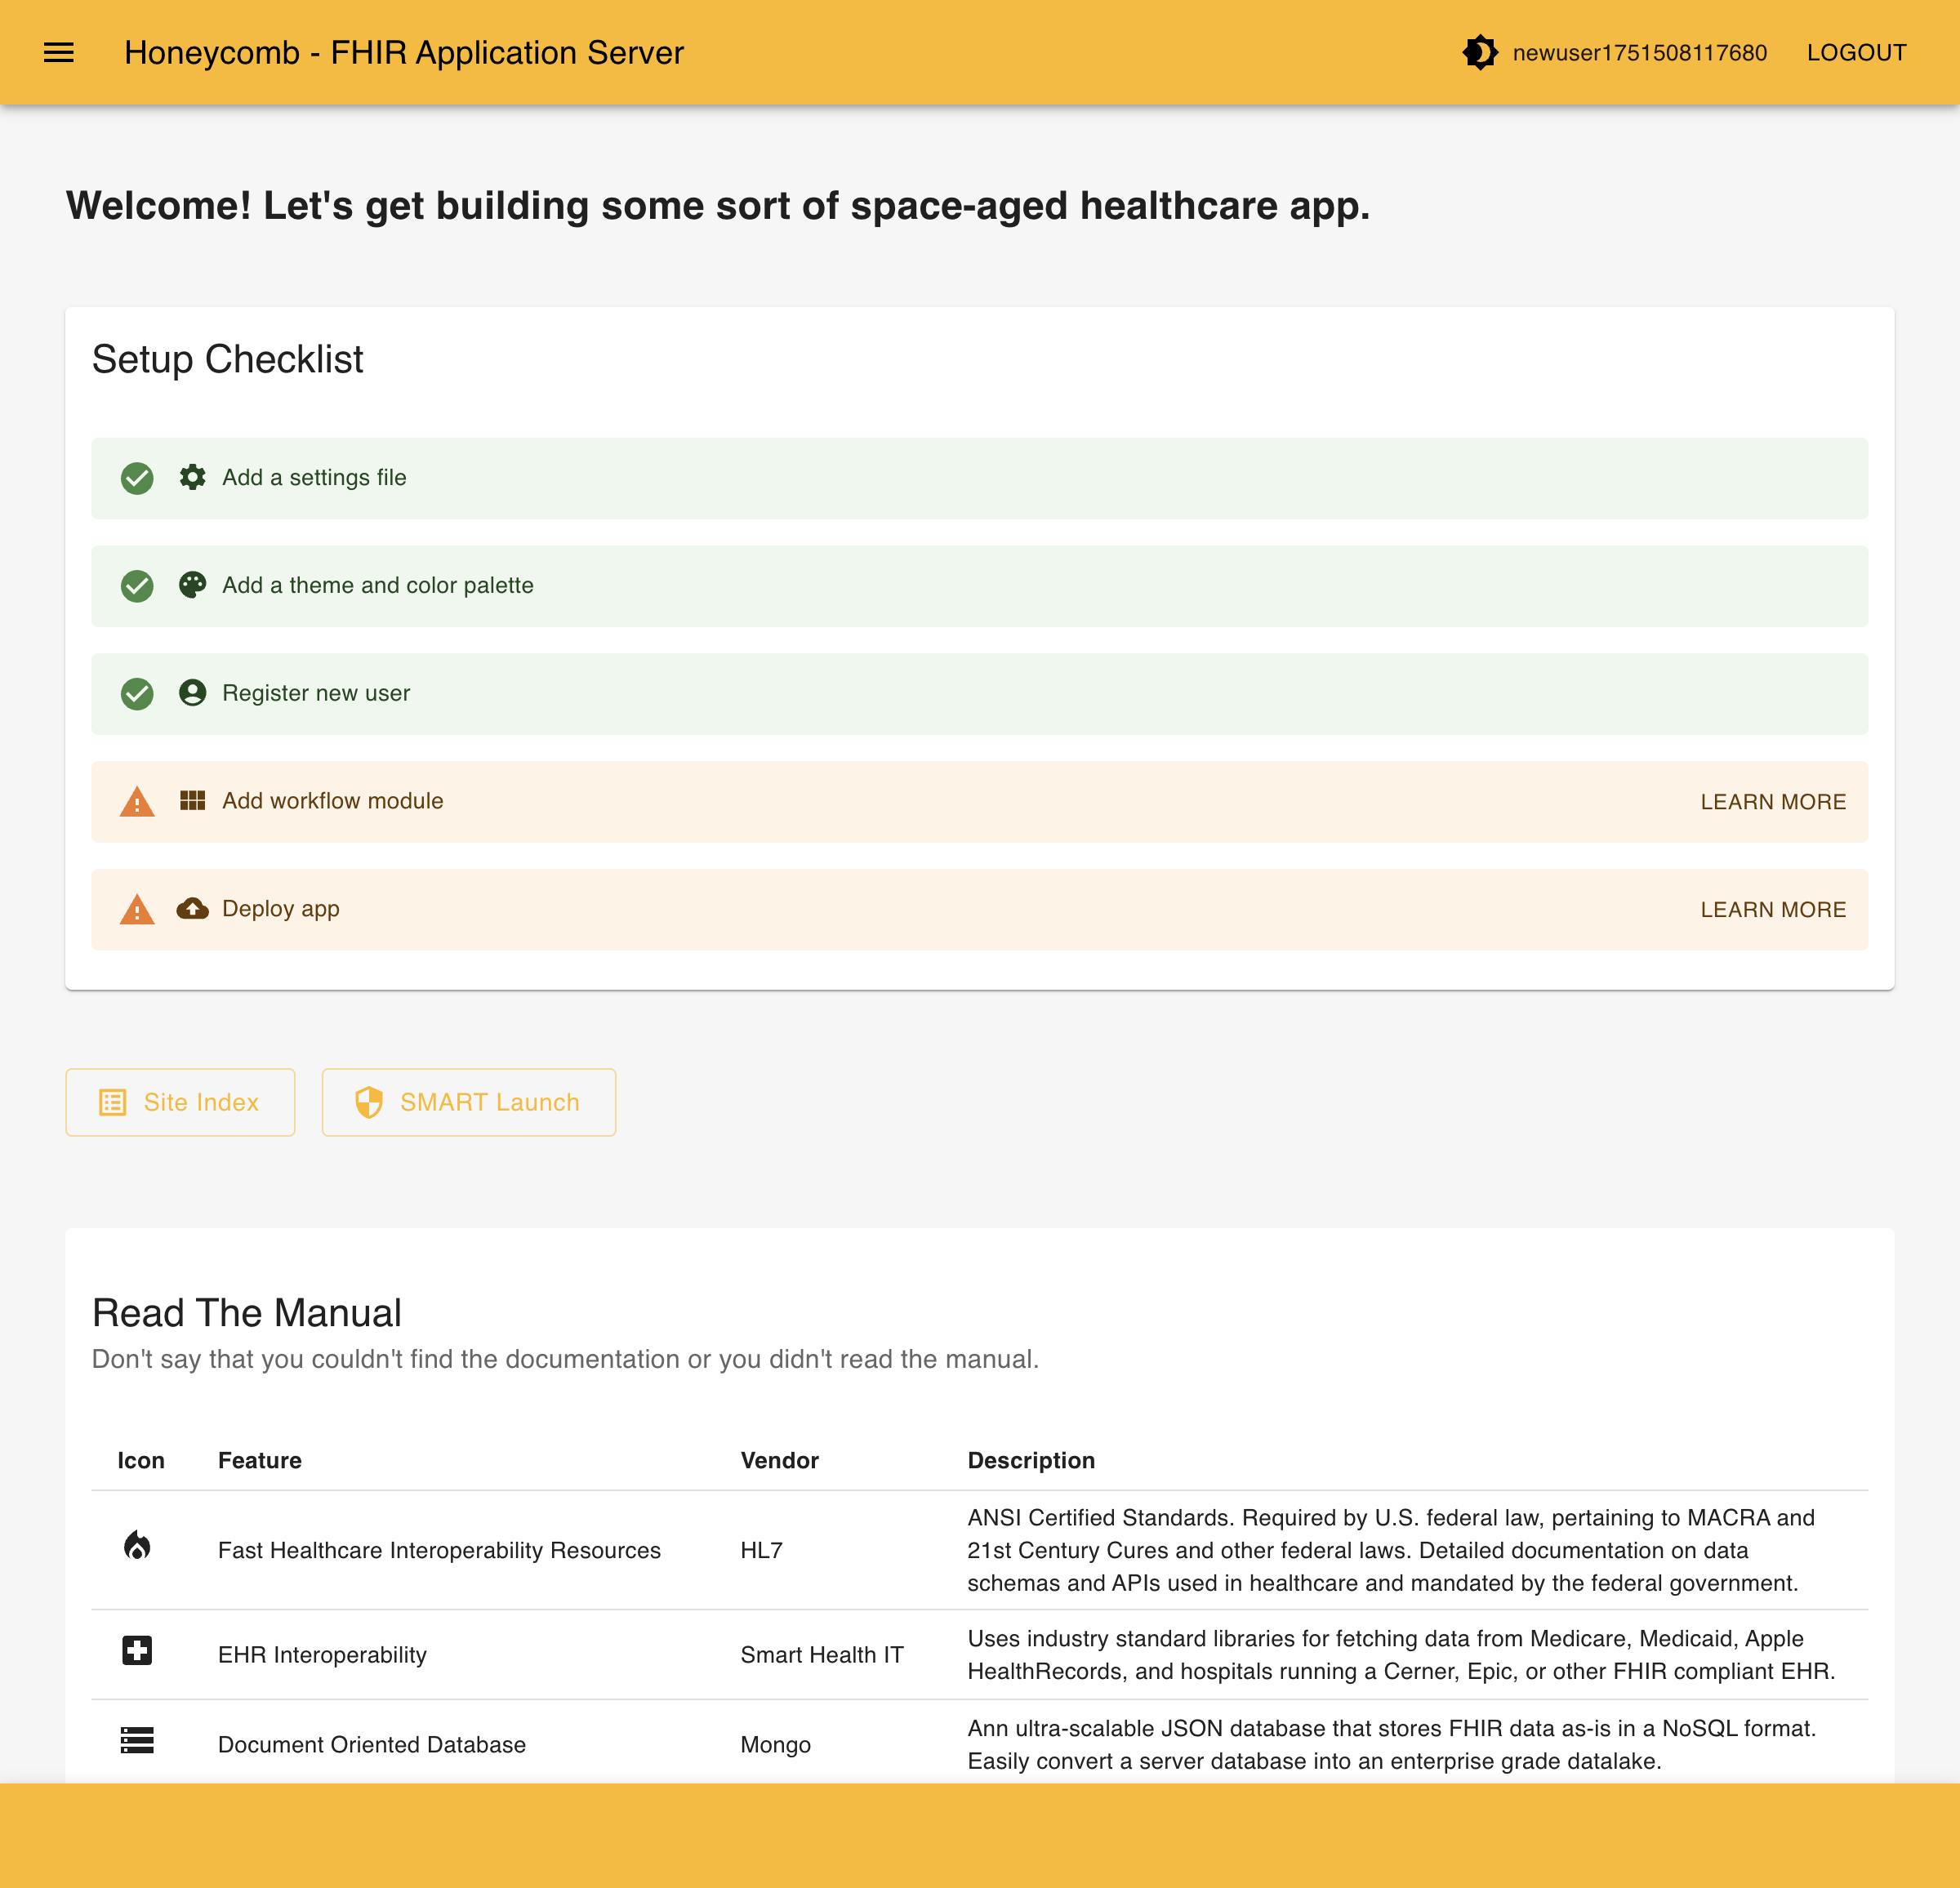 Honeycomb - FHIR Application Server
newuser1751508117680
LOGOUT
Welcome! Let's get building some sort of space-aged healthcare app.
Setup Checklist
Add a settings file
Add a theme and color palette
Register new user
Add workflow module
LEARN MORE
Deploy app
LEARN MORE
Site Index
SMART Launch
Read The Manual
Don't say that you couldn't find the documentation or you didn't read the manual.
Icon Feature Vendor Description
Fast Healthcare Interoperability Resources
HL7
ANSI Certified Standards. Required by U.S. federal law, pertaining to MACRA and
21st Century Cures and other federal laws. Detailed documentation on data
schemas and APIs used in healthcare and mandated by the federal government.
EHR Interoperability
Smart Health IT
Uses industry standard libraries for fetching data from Medicare, Medicaid, Apple
HealthRecords, and hospitals running a Cerner, Epic, or other FHIR compliant EHR.
Document Oriented Database
Mongo
Ann ultra-scalable JSON database that stores FHIR data as-is in a NoSQL format.
Easily convert a server database into an enterprise grade datalake.